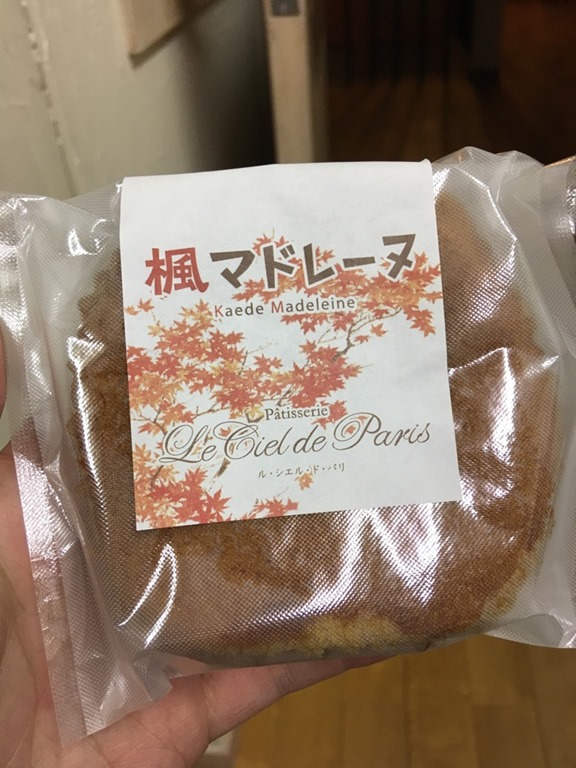 楓マドレーヌ
Kaede Madeleine
Pâtisserie
Le Ciel de Paris
ル・シエル・ド・パリ